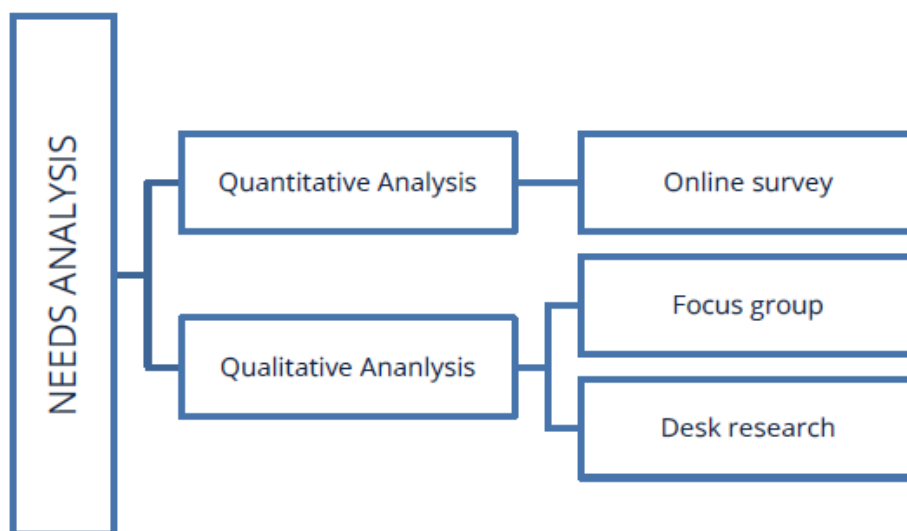 NEEDS ANALYSIS
Quantitative Analysis
Online survey
Qualitative Ananlysis
Focus group
Desk research